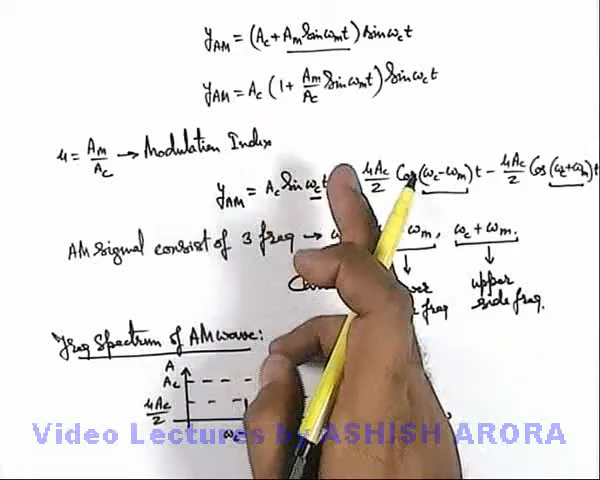 y_AM = (A_c + A_m sin ω_m t) sin ω_c t
y_AM = A_c (1 + A_m/A_c sin ω_m t) sin ω_c t
μ = A_m/A_c → Modulation Index
y_AM = A_c sin ω_c t μA_c/2 Cos(ω_c-ω_m)t - μA_c/2 Cos(ω_c+ω_m)t
AM signal consist of 3 freq → ω_m, ω_c + ω_m.
upper
side freq.
freq
Freq Spectrum of AM wave:
A
A_c
μA_c/2
Video Lectures by ASHISH ARORA